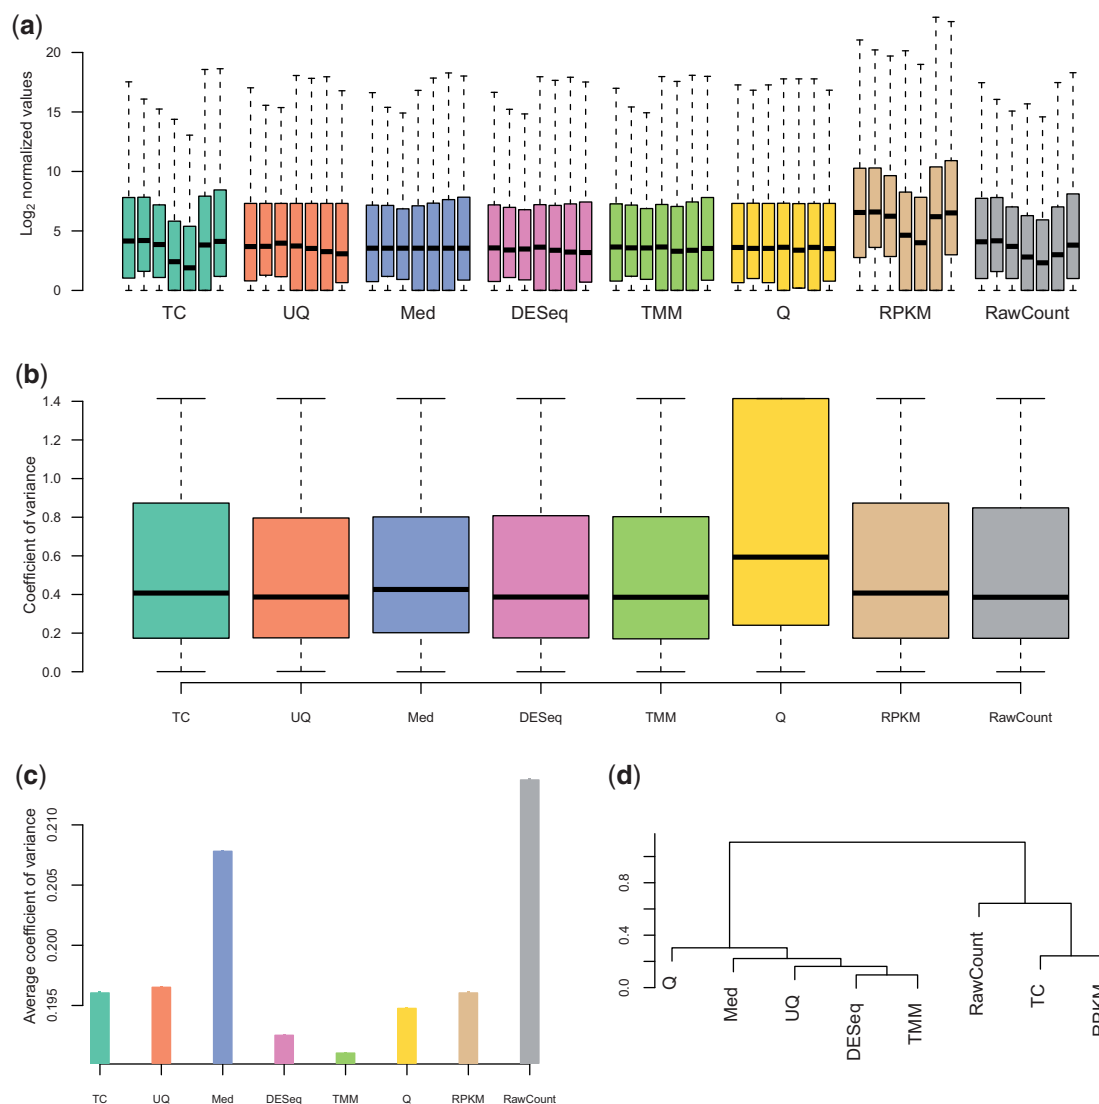 (a)
Log2 normalized values
20
15
10
5
0
TC UQ Med DESeq TMM Q RPKM RawCount
(b)
Coefficient of variance
1.4
1.2
1.0
0.8
0.6
0.4
0.2
0.0
TC UQ Med DESeq TMM Q RPKM RawCount
(c)
Average coefficient of variance
0.210
0.205
0.200
0.195
TC UQ Med DESeq TMM Q RPKM RawCount
(d)
0.8
0.4
0.0
Q Med UQ DESeq TMM RawCount TC RPKM